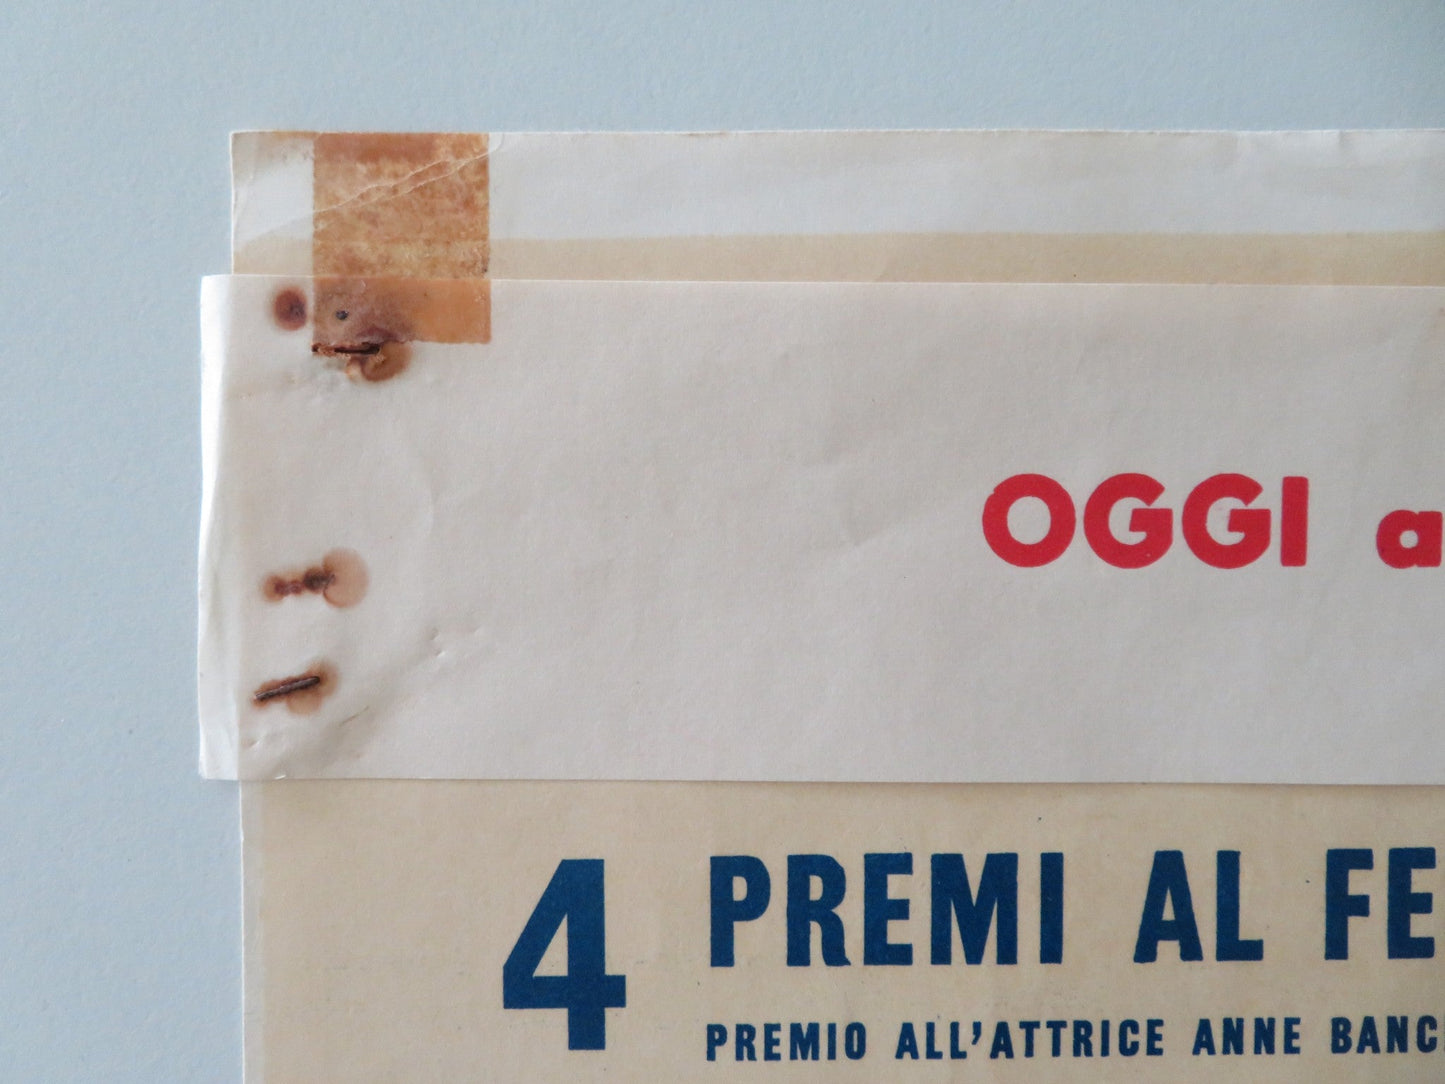 OGGI a
4 PREMI AL FE
PREMIO ALL'ATTRICE ANNE BANC